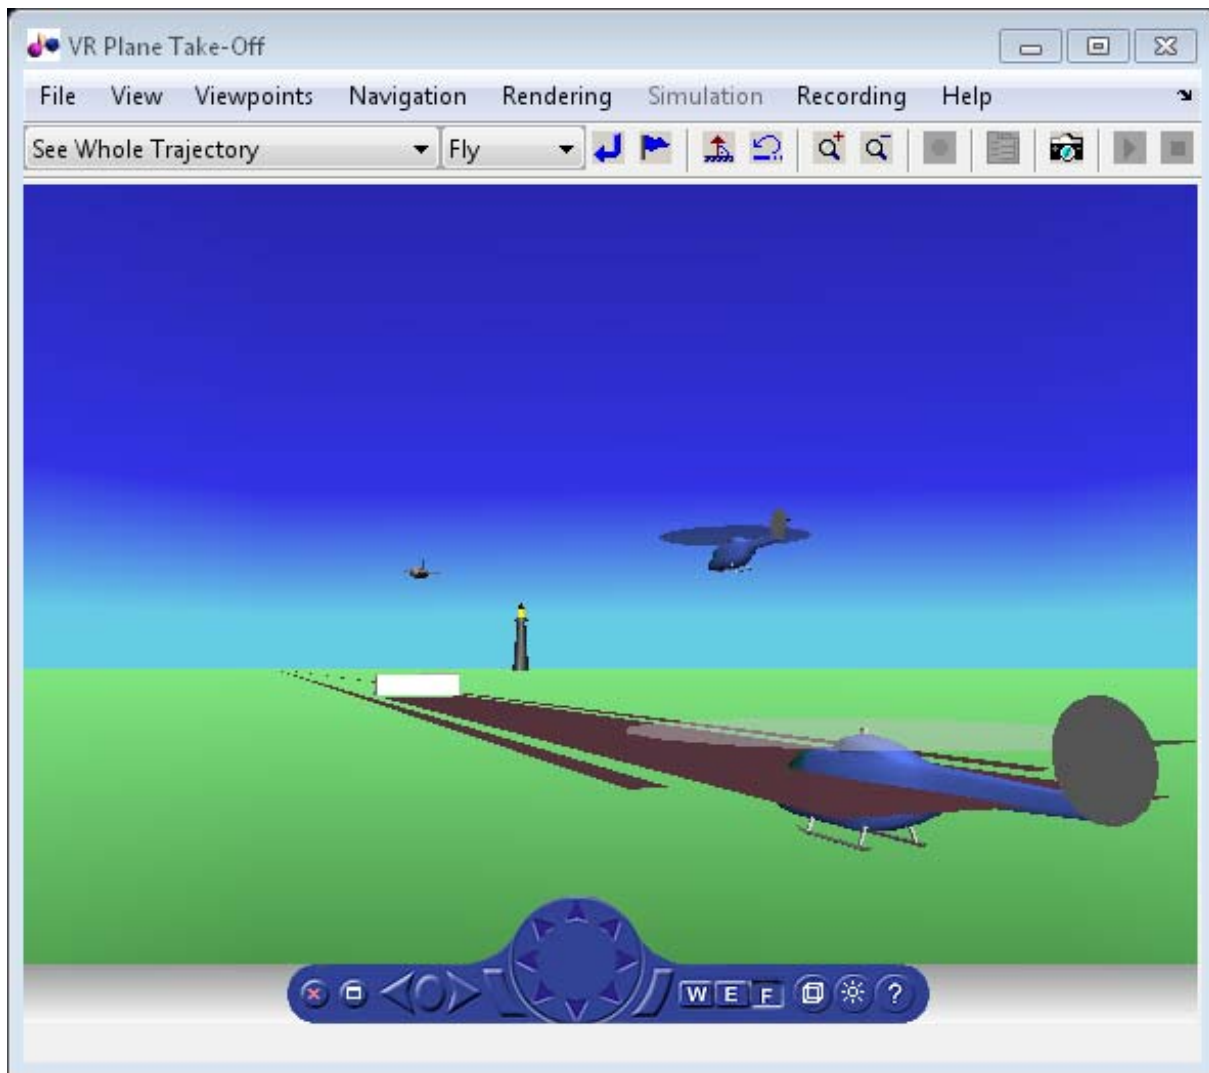 VR Plane Take-Off
File View Viewpoints Navigation Rendering Simulation Recording Help
See Whole Trajectory Fly
W E F ?